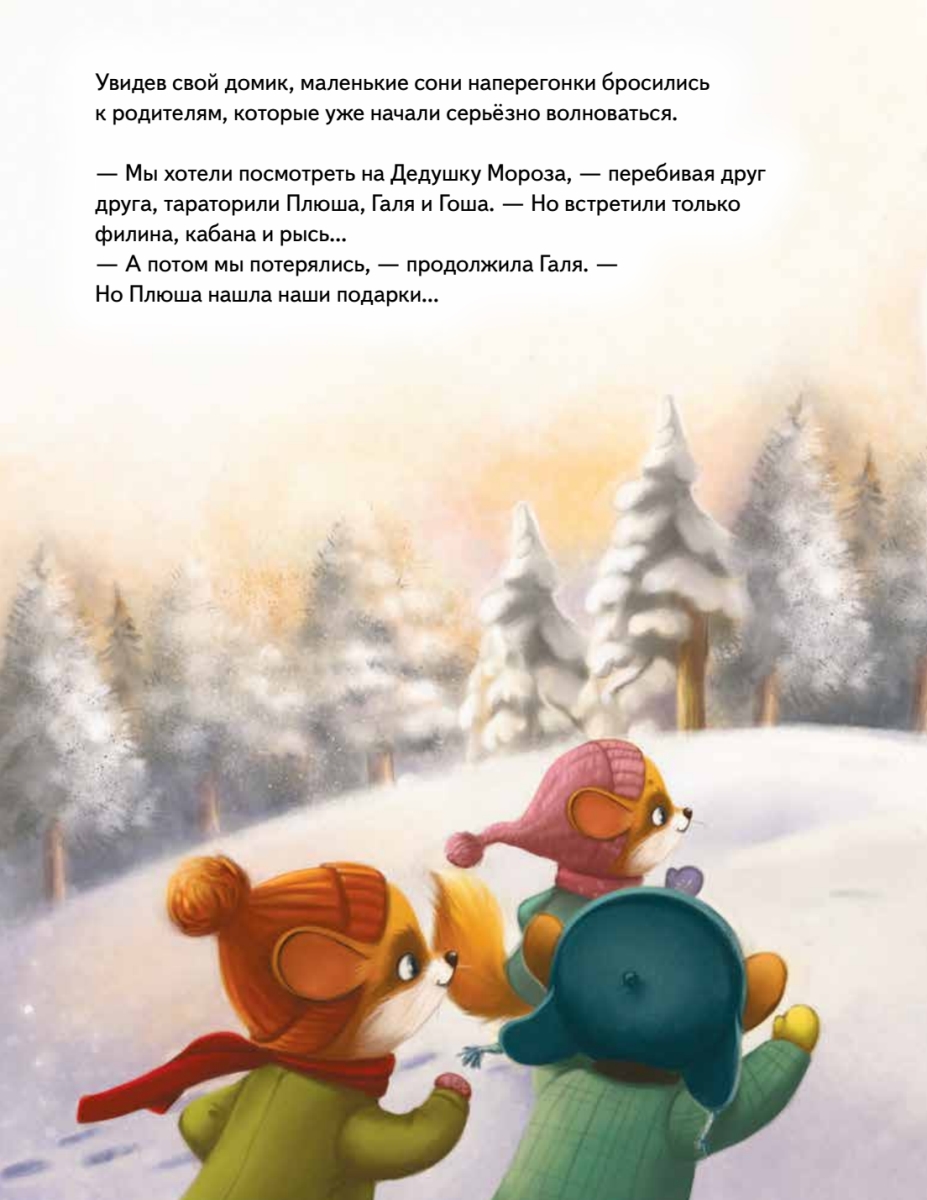 Увидев свой домик, маленькие сони наперегонки бросились
к родителям, которые уже начали серьёзно волноваться.
— Мы хотели посмотреть на Дедушку Мороза, — перебивая друг
друга, тараторили Плюша, Галя и Гоша. — Но встретили только
филина, кабана и рысь...
— А потом мы потерялись, — продолжила Галя. —
Но Плюша нашла наши подарки...